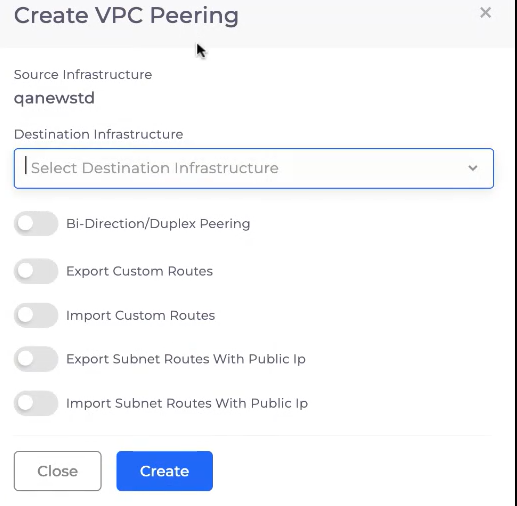 Create VPC Peering
Source Infrastructure
qanewstd
Destination Infrastructure
Select Destination Infrastructure
Bi-Direction/Duplex Peering
Export Custom Routes
Import Custom Routes
Export Subnet Routes With Public Ip
Import Subnet Routes With Public Ip
Close
Create